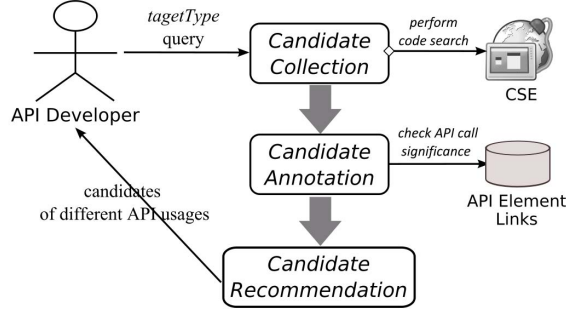 tagetType
query
Candidate
Collection
perform
code search
CSE
API Developer
Candidate
Annotation
check API call
significance
API Element
Links
candidates
of different API usages
Candidate
Recommendation